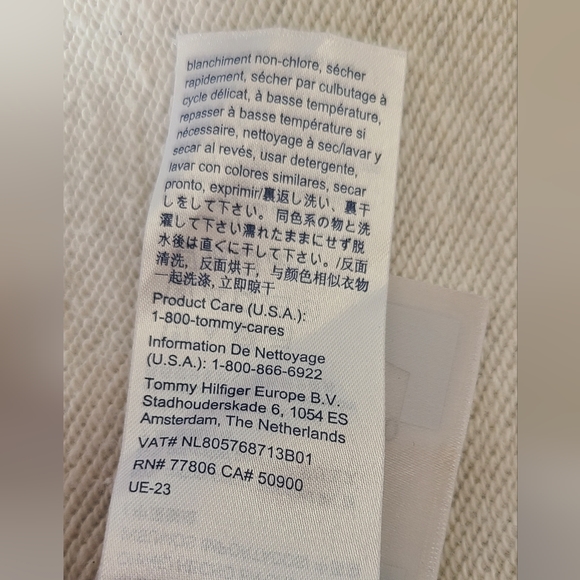 blanchiment non-chlore, sécher
rapidement, sécher par culbutage à
cycle délicat, à basse température,
repasser à basse température si
nécessaire, nettoyage à sec/lavar y
secar al revés, usar detergente,
lavar con colores similares, secar
pronto, exprimir/裏返し洗い、裏干
しをして下さい。 同色系の物と洗
濯して下さい濡れたままにせず脱
水後は直ぐに干して下さい。/反面
清洗，反面烘干，与颜色相似衣物
一起洗涤, 立即晾干
Product Care (U.S.A.):
1-800-tommy-cares
Information De Nettoyage
(U.S.A.): 1-800-866-6922
Tommy Hilfiger Europe B.V.
Stadhouderskade 6, 1054 ES
Amsterdam, The Netherlands
VAT# NL805768713B01
RN# 77806 CA# 50900
UE-23